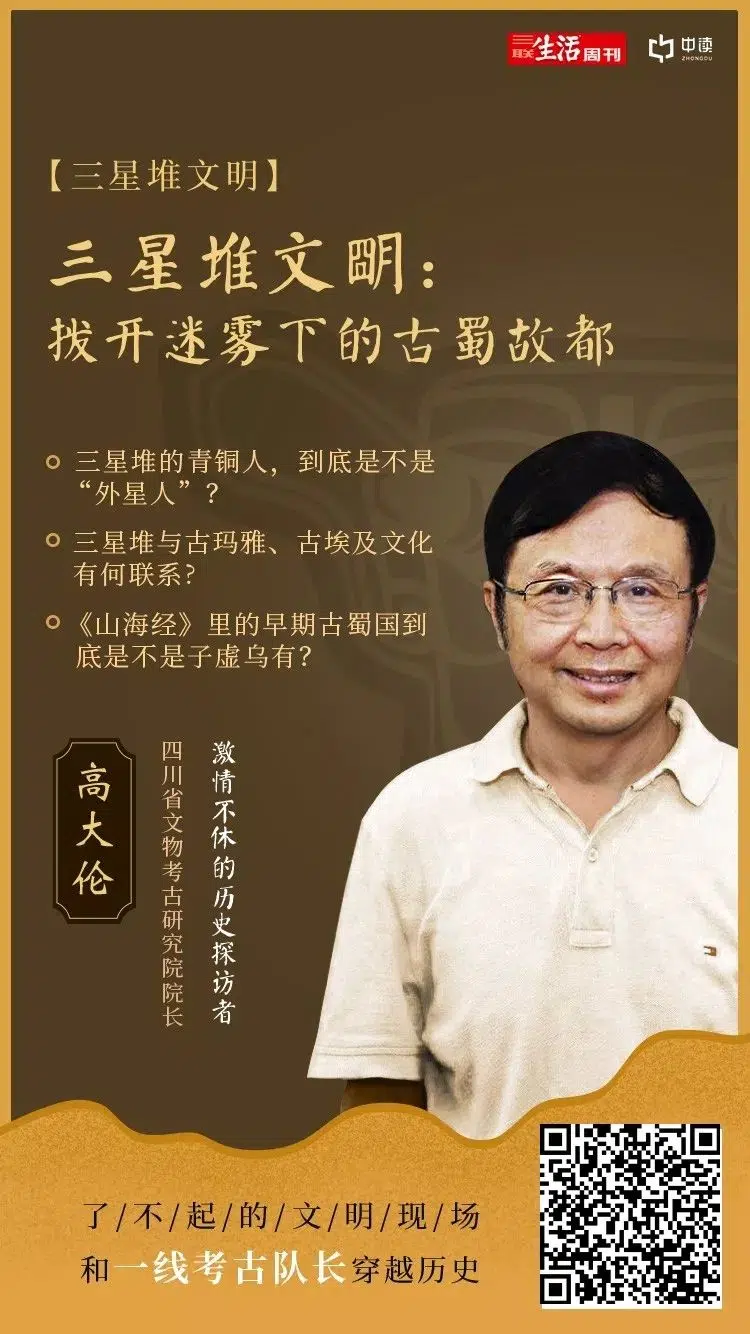 三联生活周刊
中读
ZHONGDU
【三星堆文明】
三星堆文明：
拨开迷雾下的古蜀故都
三星堆的青铜人，到底是不是
“外星人”？
三星堆与古玛雅、古埃及文化
有何联系？
《山海经》里的早期古蜀国到
底是不是子虚乌有？
激情不休的历史探访者
四川省文物考古研究院院长
高大伦
了/不/起/的/文/明/现/场
和一线考古队长穿越历史